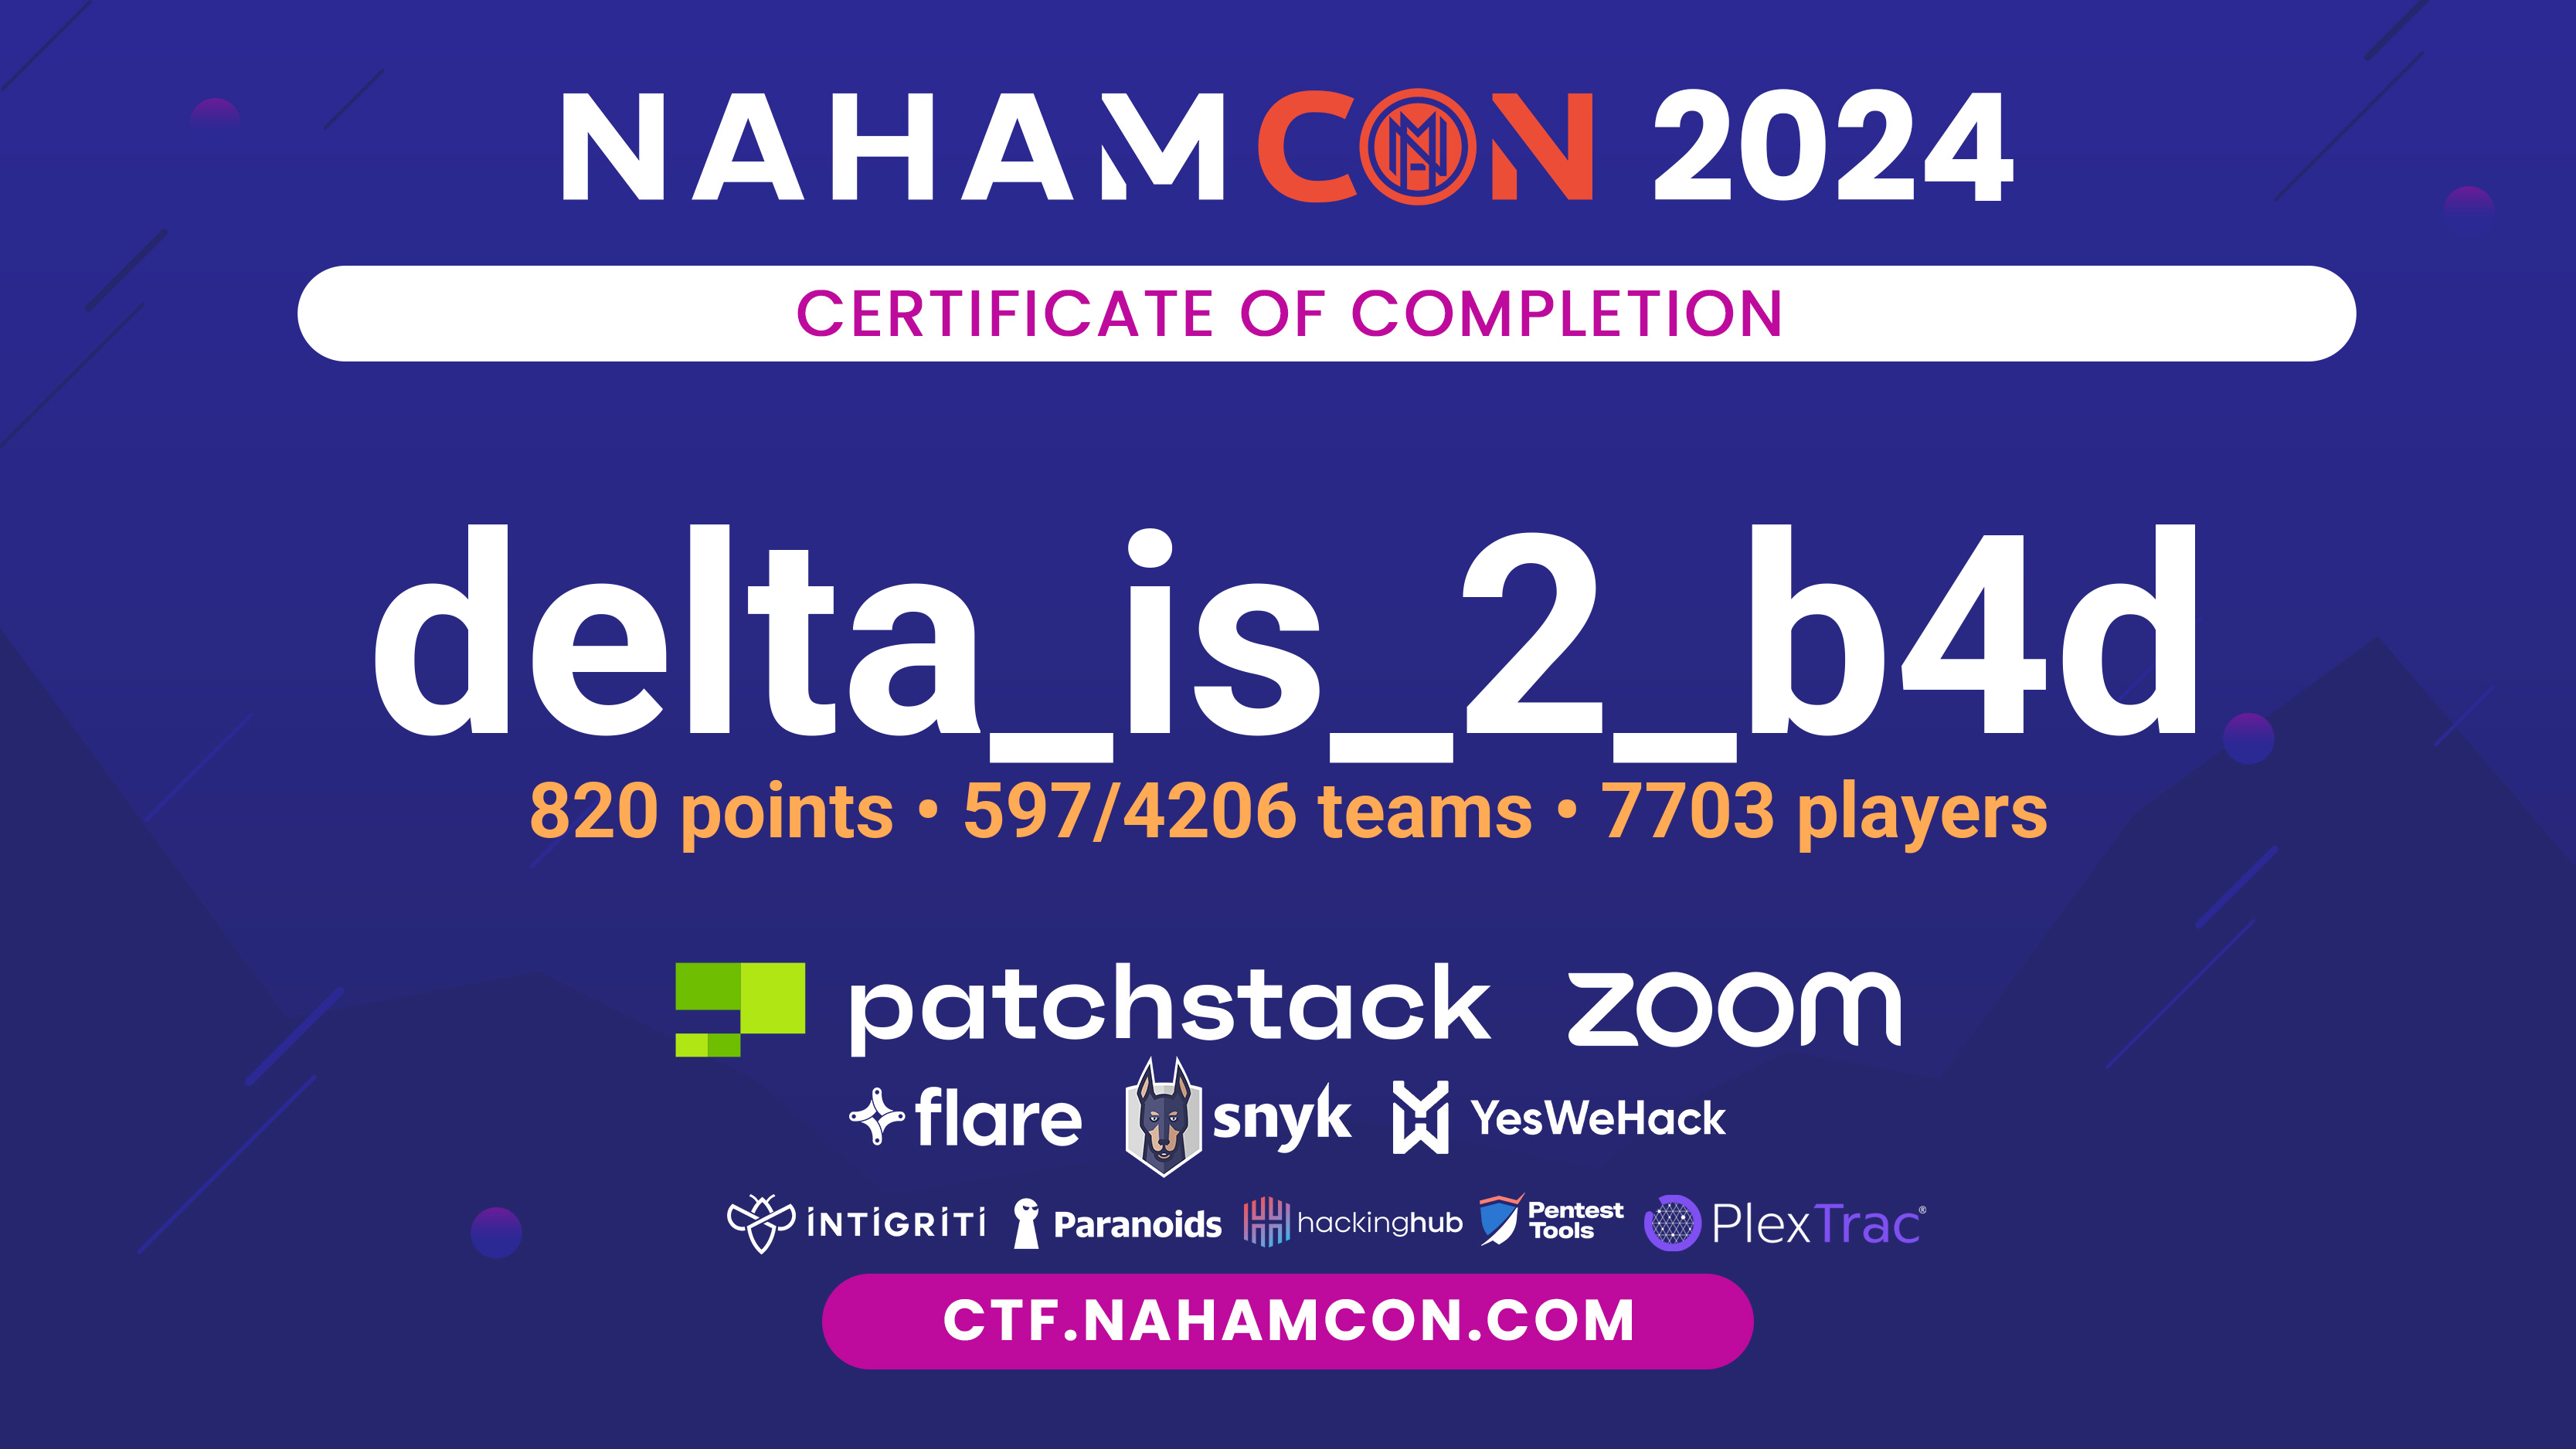 NAHAMCON 2024
CERTIFICATE OF COMPLETION
delta_is_2_b4d
820 points • 597/4206 teams • 7703 players
patchstack zoom
flare snyk YesWeHack
INTIGRITI Paranoids hackinghub Pentest Tools PlexTrac®
CTF.NAHAMCON.COM